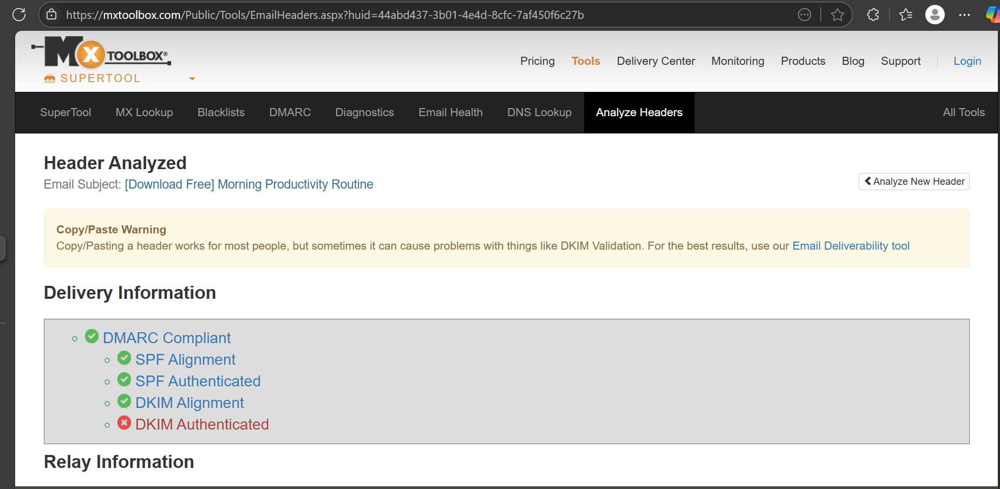 https://mxtoolbox.com/Public/Tools/EmailHeaders.aspx?huid=44abd437-3b01-4e4d-8cfc-7af450f6c27b
MX TOOLBOX®
SUPERTOOL
Pricing Tools Delivery Center Monitoring Products Blog Support Login
SuperTool MX Lookup Blacklists DMARC Diagnostics Email Health DNS Lookup Analyze Headers All Tools
Header Analyzed
Email Subject: [Download Free] Morning Productivity Routine
Analyze New Header
Copy/Paste Warning
Copy/Pasting a header works for most people, but sometimes it can cause problems with things like DKIM Validation. For the best results, use our Email Deliverability tool
Delivery Information
DMARC Compliant
SPF Alignment
SPF Authenticated
DKIM Alignment
DKIM Authenticated
Relay Information